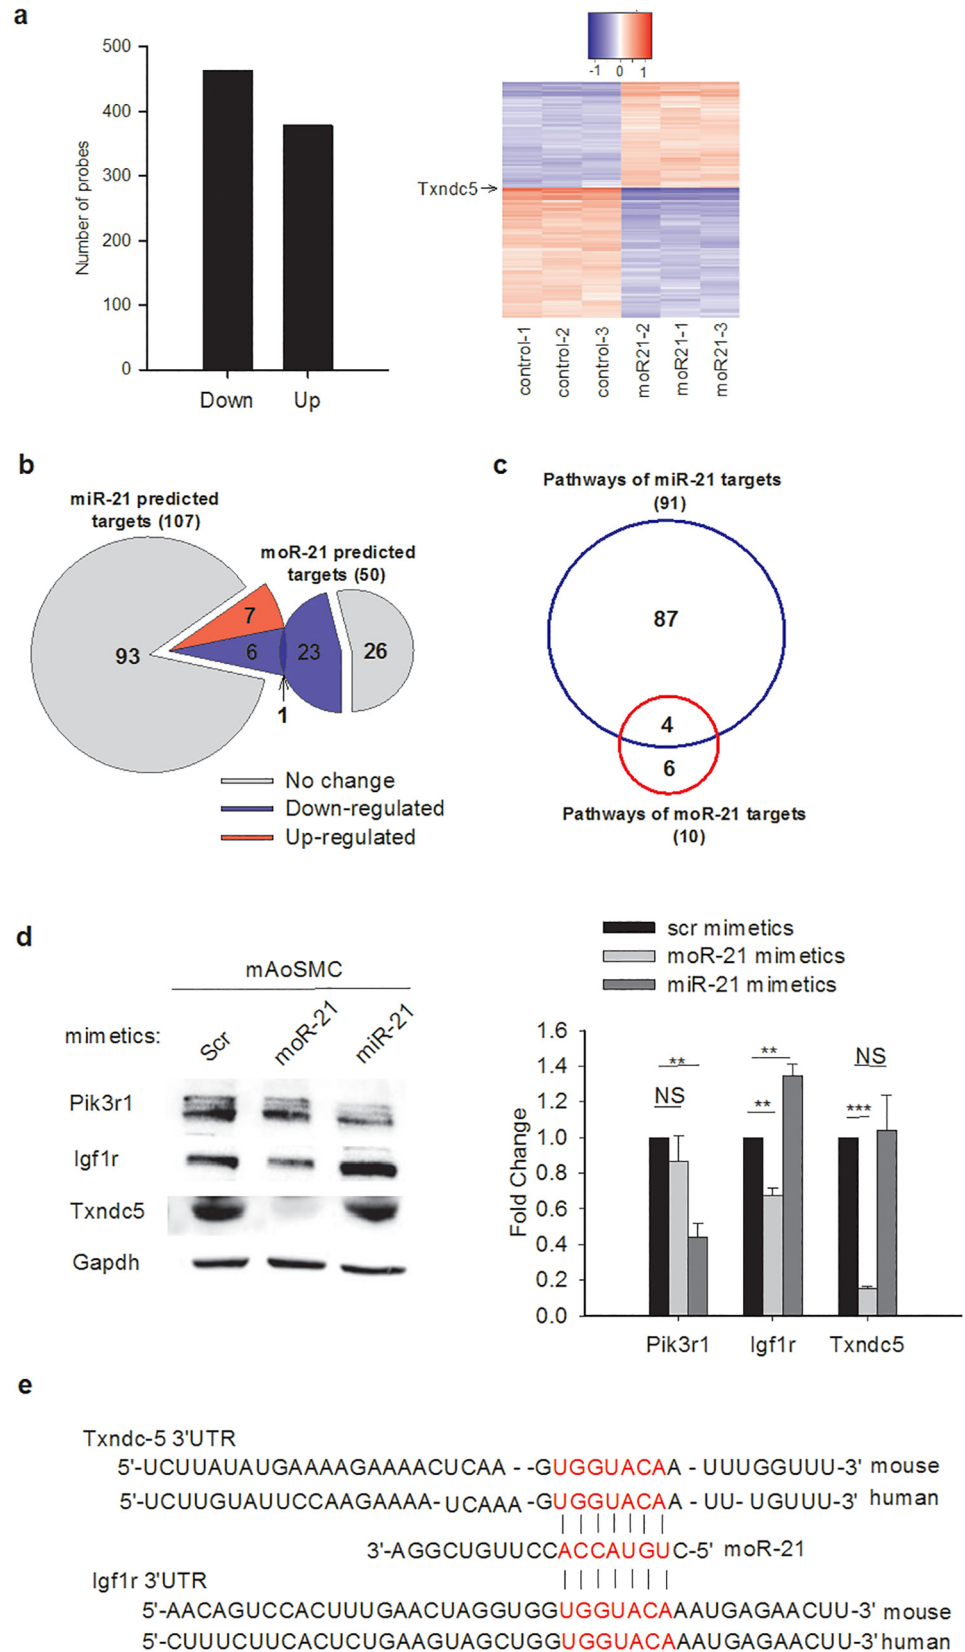 a
500
400
300
200
100
0
Number of probes
Down Up
-1 0 1
Txndc5
control-1
control-2
control-3
moR21-2
moR21-1
moR21-3
b
miR-21 predicted
targets (107)
moR-21 predicted
targets (50)
93
7
6
23
26
1
No change
Down-regulated
Up-regulated
c
Pathways of miR-21 targets
(91)
87
4
6
Pathways of moR-21 targets
(10)
d
mAoSMC
mimetics:
Scr
moR-21
miR-21
Pik3r1
Igf1r
Txndc5
Gapdh
scr mimetics
moR-21 mimetics
miR-21 mimetics
1.6
1.4
1.2
1.0
0.8
0.6
0.4
0.2
0.0
Fold Change
**
NS
**
**
NS
***
Pik3r1 Igf1r Txndc5
e
Txndc-5 3'UTR
5'-UCUUAUAUGAAAAGAAAACUCAA - -GUGGUACAA - UUUGGUUU-3' mouse
5'-UCUUGUAUUCCAAGAAAA-UCAAA -GUGGUACAA - UU- UGUUU-3' human
3'-AGGCUGUUCCACCAUGUC-5' moR-21
Igf1r 3'UTR
5'-AACAGUCCACUUUGAACUAGGUGGUGGUACAAAUGAGAACUU-3' mouse
5'-CUUUCUUCACUCUGAAGUAGCUGGUGGUACAAAUGAGAACUU-3'human